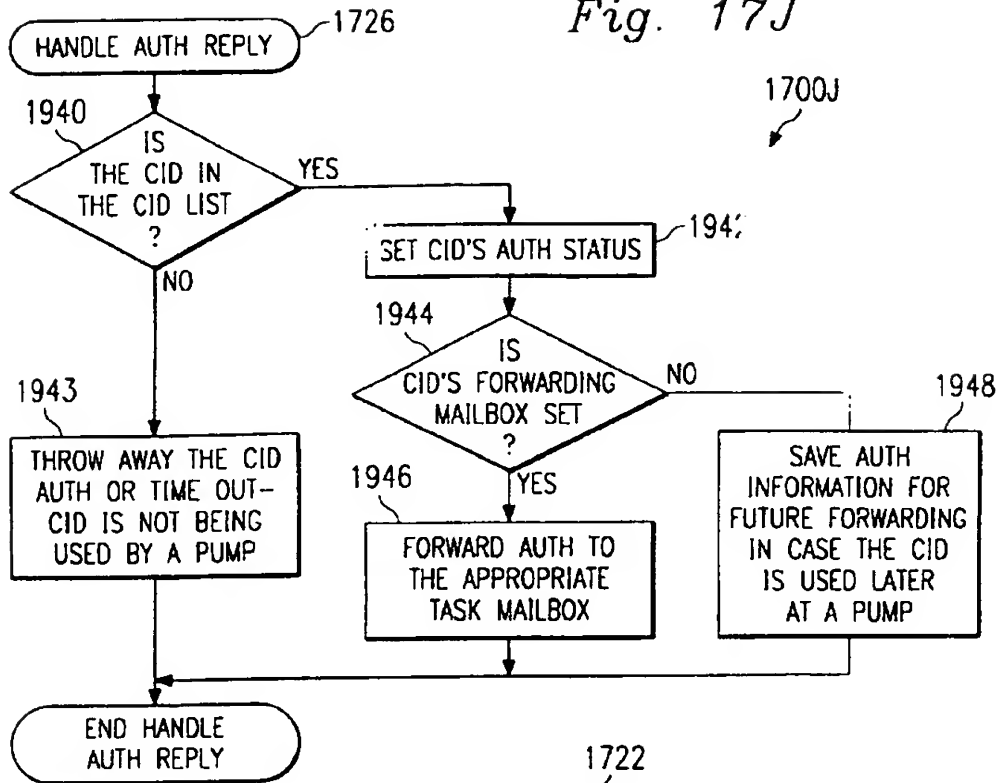 Fig. 17J
1700J
HANDLE AUTH REPLY
1726
1940
IS
THE CID IN
THE CID LIST
?
YES
NO
SET CID'S AUTH STATUS
1944
IS
CID'S FORWARDING
MAILBOX SET
?
NO
YES
1943
THROW AWAY THE CID
AUTH OR TIME OUT-
CID IS NOT BEING
USED BY A PUMP
1946
FORWARD AUTH TO
THE APPROPRIATE
TASK MAILBOX
1948
SAVE AUTH
INFORMATION FOR
FUTURE FORWARDING
IN CASE THE CID
IS USED LATER
AT A PUMP
END HANDLE
AUTH REPLY
1722